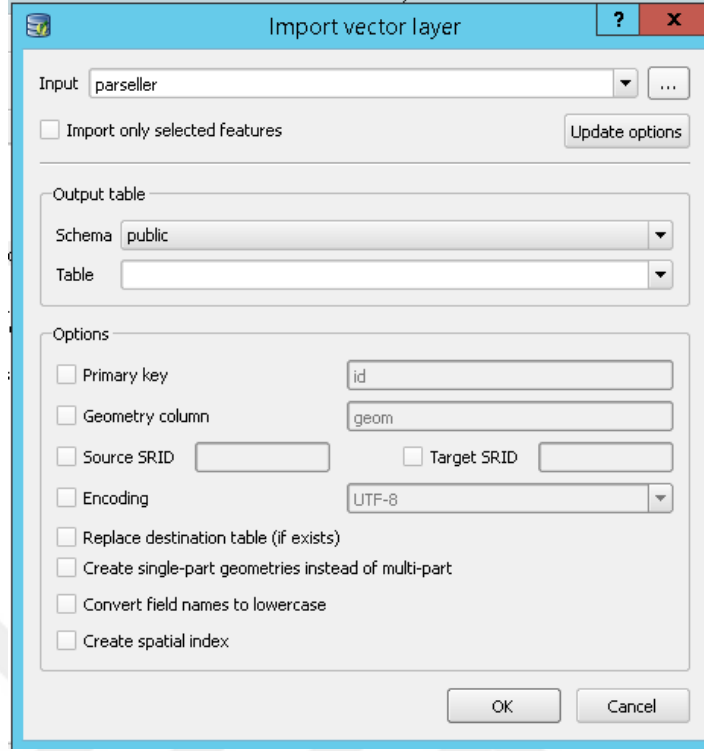 Import vector layer
?
x
Input parseller
...
Import only selected features
Update options
Output table
Schema public
Table
Options
Primary key id
Geometry column geom
Source SRID Target SRID
Encoding UTF-8
Replace destination table (if exists)
Create single-part geometries instead of multi-part
Convert field names to lowercase
Create spatial index
OK Cancel